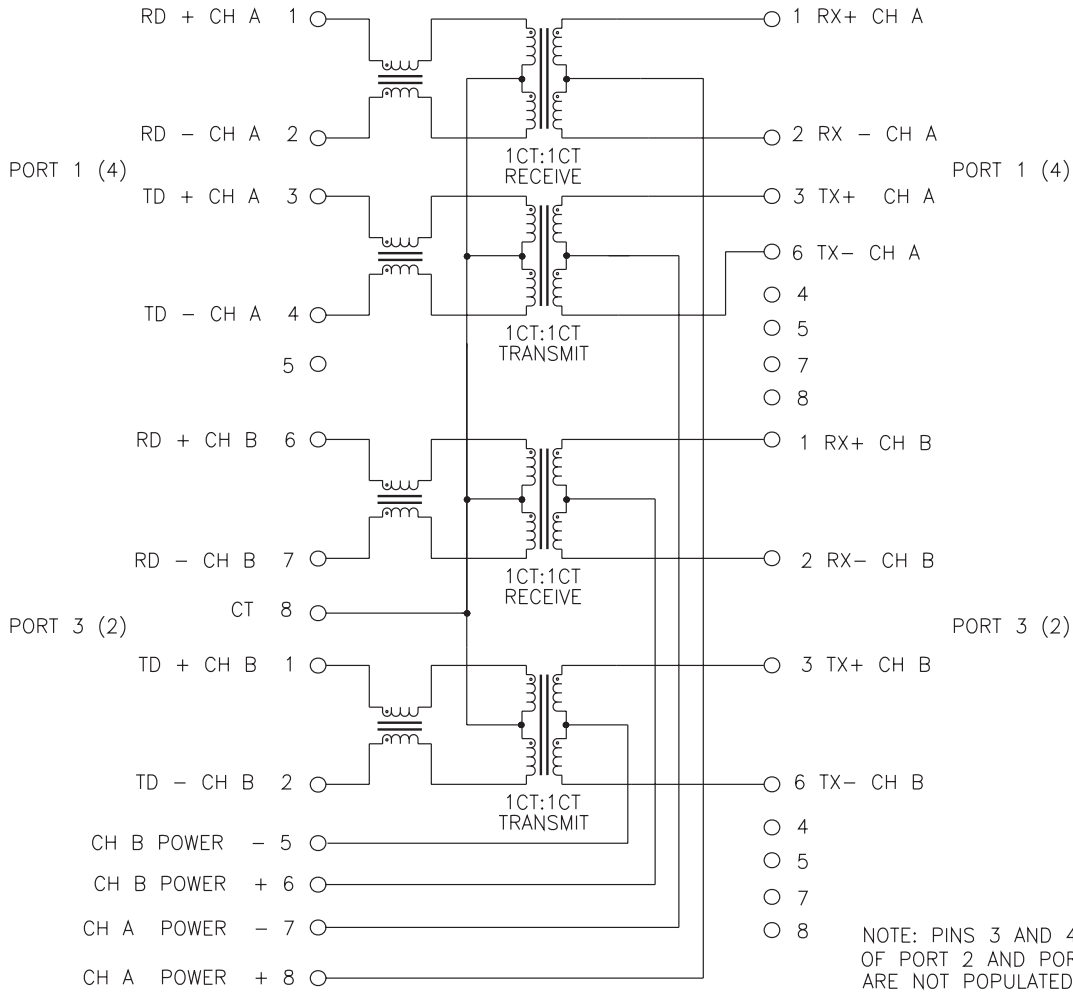 RD + CH A 1
1 RX+ CH A
RD − CH A 2
2 RX − CH A
1CT:1CT
RECEIVE
PORT 1 (4)
PORT 1 (4)
TD + CH A 3
3 TX+ CH A
6 TX− CH A
4
TD − CH A 4
5
1CT:1CT
TRANSMIT
5
7
8
RD + CH B 6
1 RX+ CH B
RD − CH B 7
2 RX− CH B
1CT:1CT
RECEIVE
CT 8
PORT 3 (2)
PORT 3 (2)
TD + CH B 1
3 TX+ CH B
TD − CH B 2
6 TX− CH B
1CT:1CT
TRANSMIT
4
CH B POWER − 5
5
CH B POWER + 6
7
CH A POWER − 7
8
CH A POWER + 8
NOTE: PINS 3 AND 4
OF PORT 2 AND POR
ARE NOT POPULATED